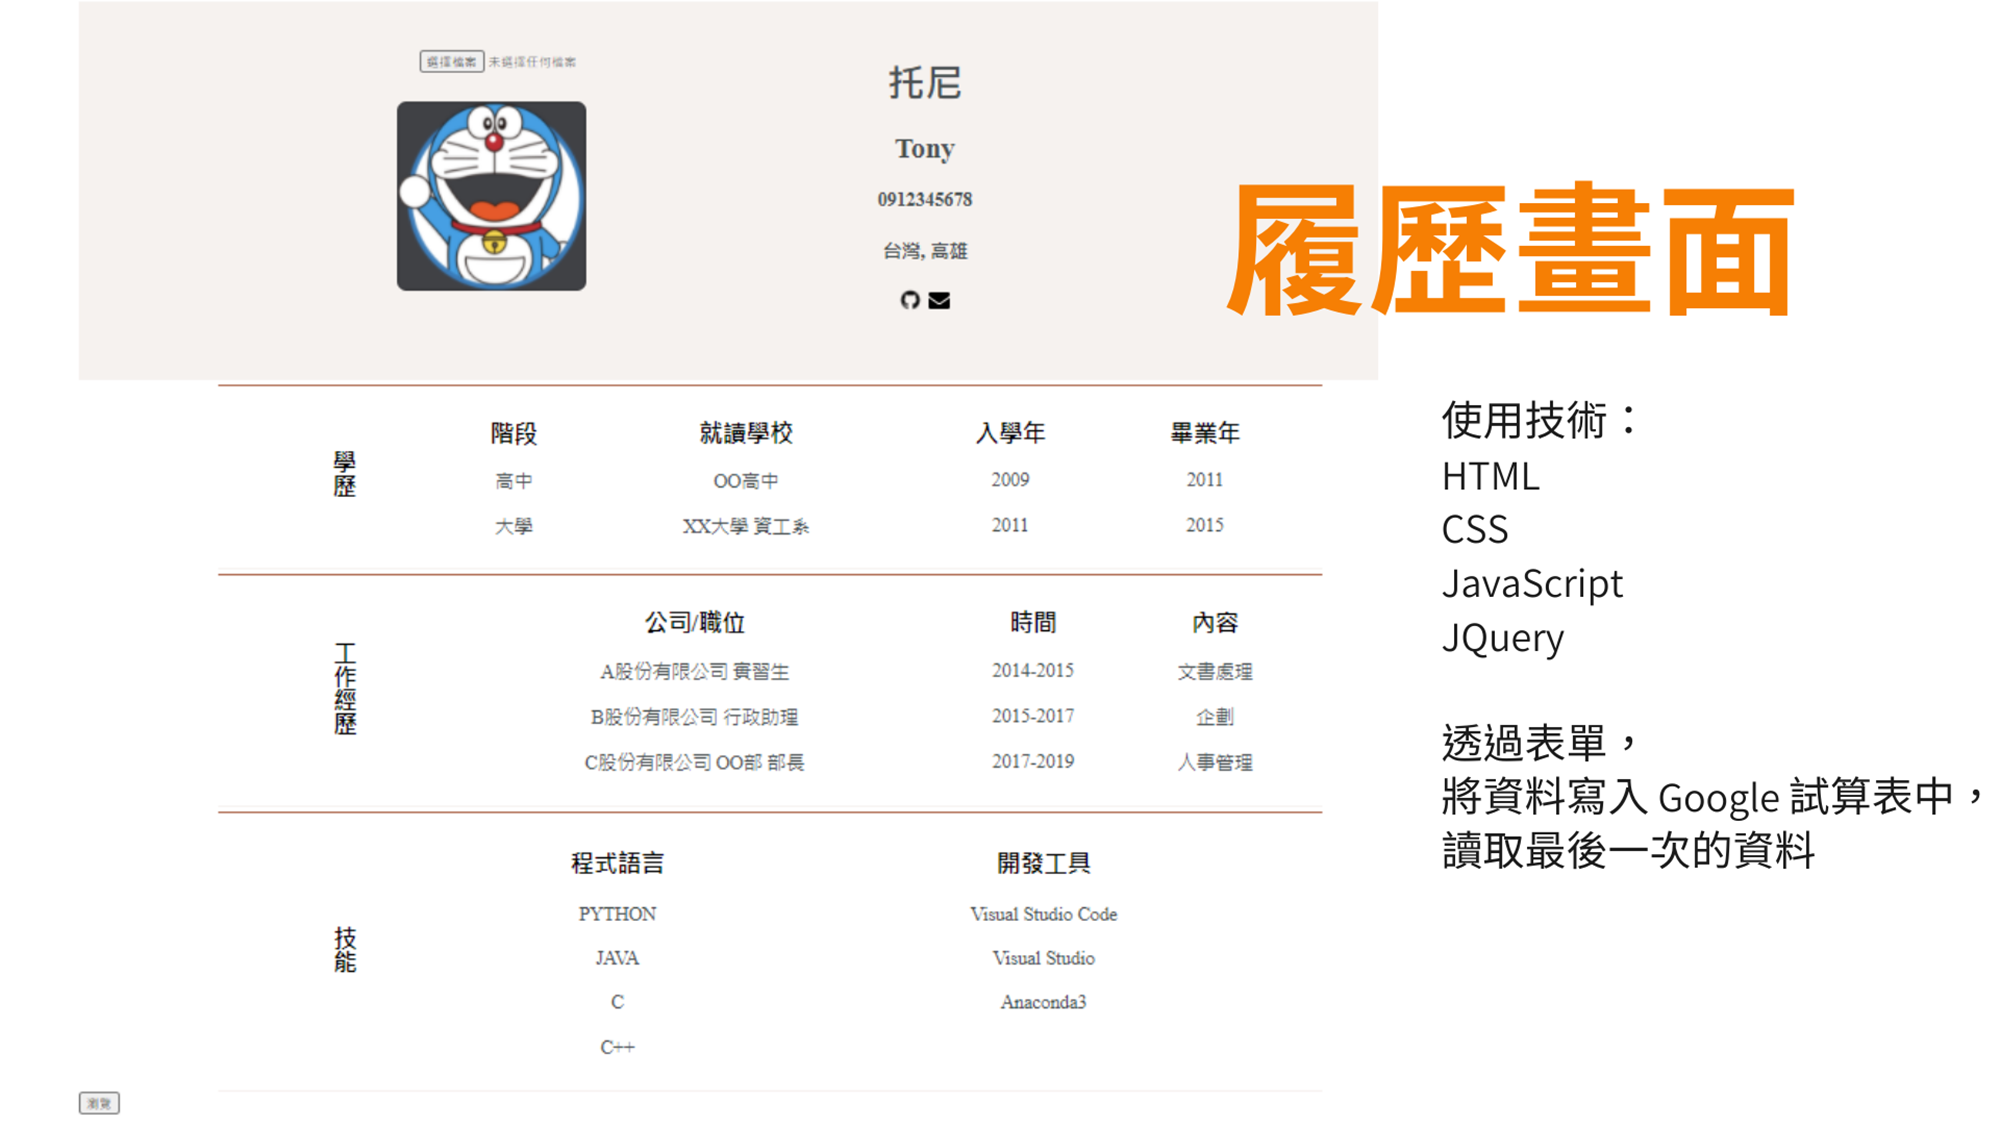 選擇檔案 未選擇任何檔案
托尼
Tony
0912345678
台灣, 高雄
履歷畫面
學歷
階段 就讀學校 入學年 畢業年
高中 OO高中 2009 2011
大學 XX大學 資工系 2011 2015
工作經歷
公司/職位 時間 內容
A股份有限公司 實習生 2014-2015 文書處理
B股份有限公司 行政助理 2015-2017 企劃
C股份有限公司 OO部 部長 2017-2019 人事管理
技能
程式語言 開發工具
PYTHON Visual Studio Code
JAVA Visual Studio
C Anaconda3
C++
瀏覽
使用技術：
HTML
CSS
JavaScript
JQuery
透過表單，
將資料寫入 Google 試算表中，
讀取最後一次的資料